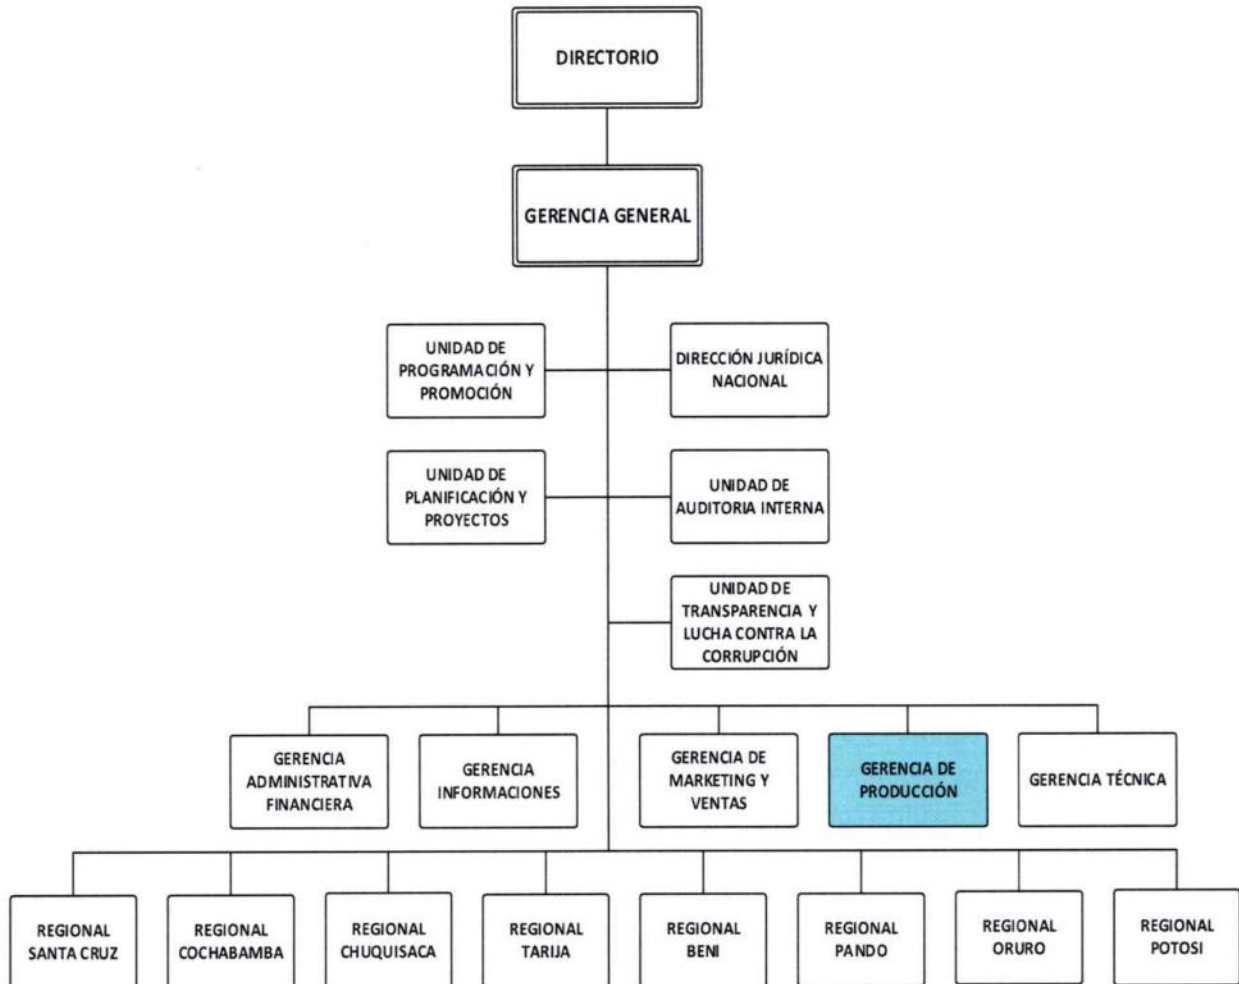 DIRECTORIO
GERENCIA GENERAL
UNIDAD DE
PROGRAMACIÓN Y
PROMOCIÓN
DIRECCIÓN JURÍDICA
NACIONAL
UNIDAD DE
PLANIFICACIÓN Y
PROYECTOS
UNIDAD DE
AUDITORIA INTERNA
UNIDAD DE
TRANSPARENCIA Y
LUCHA CONTRA LA
CORRUPCIÓN
GERENCIA
ADMINISTRATIVA
FINANCIERA
GERENCIA
INFORMACIONES
GERENCIA DE
MARKETING Y
VENTAS
GERENCIA DE
PRODUCCIÓN
GERENCIA TÉCNICA
REGIONAL
SANTA CRUZ
REGIONAL
COCHABAMBA
REGIONAL
CHUQUISACA
REGIONAL
TARIJA
REGIONAL
BENI
REGIONAL
PANDO
REGIONAL
ORURO
REGIONAL
POTOSI